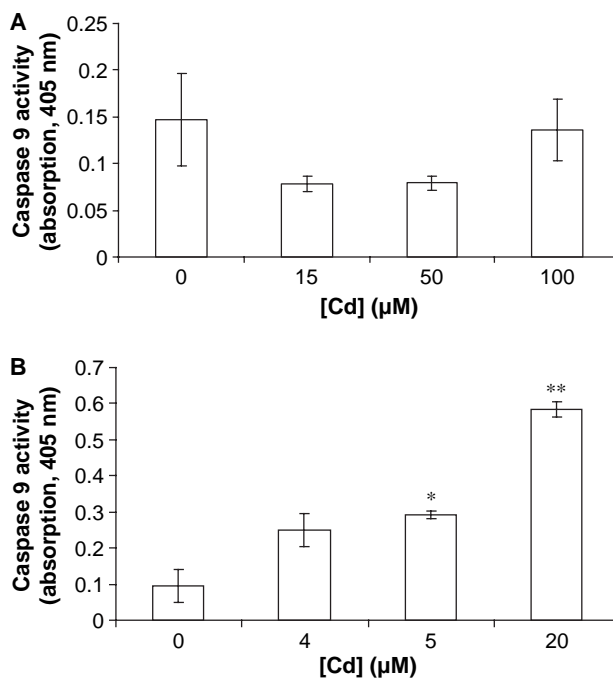 A
Caspase 9 activity
(absorption, 405 nm)
0.25
0.2
0.15
0.1
0.05
0
0 15 50 100
[Cd] (µM)
B
Caspase 9 activity
(absorption, 405 nm)
0.7
0.6
0.5
0.4
0.3
0.2
0.1
0
**
*
0 4 5 20
[Cd] (µM)